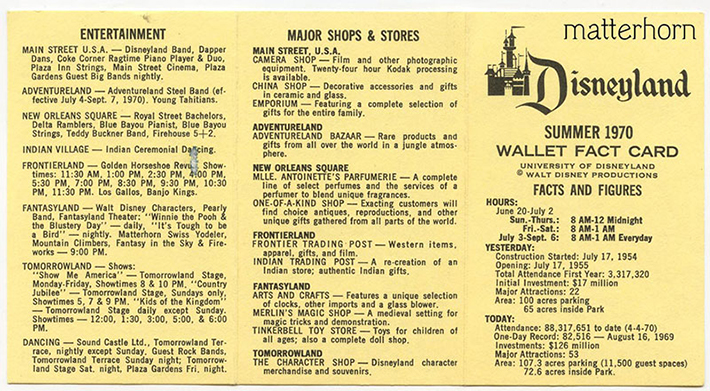 ENTERTAINMENT
MAIN STREET U.S.A. — Disneyland Band, Dapper
Dans, Coke Corner Ragtime Piano Player & Duo,
Plaza Inn Strings, Main Street Cinema, Plaza
Gardens Guest Big Bands nightly.
ADVENTURELAND — Adventureland Steel Band (ef-
fective July 4-Sept. 7, 1970). Young Tahitians.
NEW ORLEANS SQUARE — Royal Street Bachelors,
Delta Ramblers, Blue Bayou Pianist, Blue Bayou
Strings, Teddy Buckner Band, Firehouse 5+2.
INDIAN VILLAGE — Indian Ceremonial Dancing.
FRONTIERLAND — Golden Horseshoe Revue Show-
times: 11:30 AM, 1:00 PM, 2:30 PM, 4:00 PM,
5:30 PM, 7:00 PM, 8:30 PM, 9:30 PM, 10:30
PM, 11:30 PM. Los Gallos, Banjo Kings.
FANTASYLAND — Walt Disney Characters, Pearly
Band, Fantasyland Theater: "Winnie the Pooh &
the Blustery Day" — daily, "It's Tough to be
a Bird" — nightly. Matterhorn Swiss Yodeler,
Mountain Climbers, Fantasy in the Sky & Fire-
works — 9:00 PM.
TOMORROWLAND — Shows:
"Show Me America" — Tomorrowland Stage,
Monday-Friday, Showtimes 8 & 10 PM. "Country
Jubilee" — Tomorrowland Stage, Sundays only,
Showtimes 5, 7 & 9 PM. "Kids of the Kingdom"
— Tomorrowland Stage daily except Sunday.
Showtimes — 12:00, 1:30, 3:00, 5:00, & 6:00
PM.
DANCING — Sound Castle Ltd., Tomorrowland Ter-
race, nightly except Sunday, Guest Rock Bands,
Tomorrowland Terrace Sunday night; Tomorrow-
land Stage Sat. night, Plaza Gardens Fri. night.
MAJOR SHOPS & STORES
MAIN STREET, U.S.A.
CAMERA SHOP — Film and other photographic
equipment. Twenty-four hour Kodak processing
is available.
CHINA SHOP — Decorative accessories and gifts
in ceramic and glass.
EMPORIUM — Featuring a complete selection of
gifts for the entire family.
ADVENTURELAND
ADVENTURELAND BAZAAR — Rare products and
gifts from all over the world in a jungle atmos-
phere.
NEW ORLEANS SQUARE
MLLE. ANTOINETTE'S PARFUMERIE — A complete
line of select perfumes and the services of a
perfumer to blend unique fragrances.
ONE-OF-A-KIND SHOP — Exacting customers will
find choice antiques, reproductions, and other
unique gifts gathered from all parts of the world.
FRONTIERLAND
FRONTIER TRADING POST — Western items,
apparel, gifts, and film.
INDIAN TRADING POST — A re-creation of an
Indian store; authentic Indian gifts.
FANTASYLAND
ARTS AND CRAFTS — Features a unique selection
of clocks, other imports and a glass blower.
MERLIN'S MAGIC SHOP — A medieval setting for
magic tricks and demonstration.
TINKERBELL TOY STORE — Toys for children of
all ages; also a complete doll shop.
TOMORROWLAND
THE CHARACTER SHOP — Disneyland character
merchandise and souvenirs.
matterhorn
Disneyland
SUMMER 1970
WALLET FACT CARD
UNIVERSITY OF DISNEYLAND
© WALT DISNEY PRODUCTIONS
FACTS AND FIGURES
HOURS:
June 20-July 2
Sun.-Thurs.: 8 AM-12 Midnight
Fri.-Sat.: 8 AM-1 AM
July 3-Sept. 6: 8 AM-1 AM Everyday
YESTERDAY:
Construction Started: July 17, 1954
Opening: July 17, 1955
Total Attendance First Year: 3,317,320
Initial Investment: $17 million
Major Attractions: 22
Area: 100 acres parking
65 acres inside Park
TODAY:
Attendance: 88,317,651 to date (4-4-70)
One-Day Record: 82,516 — August 16, 1969
Investments: $126 million
Major Attractions: 53
Area: 107.3 acres parking (11,500 guest spaces)
72.6 acres inside Park.